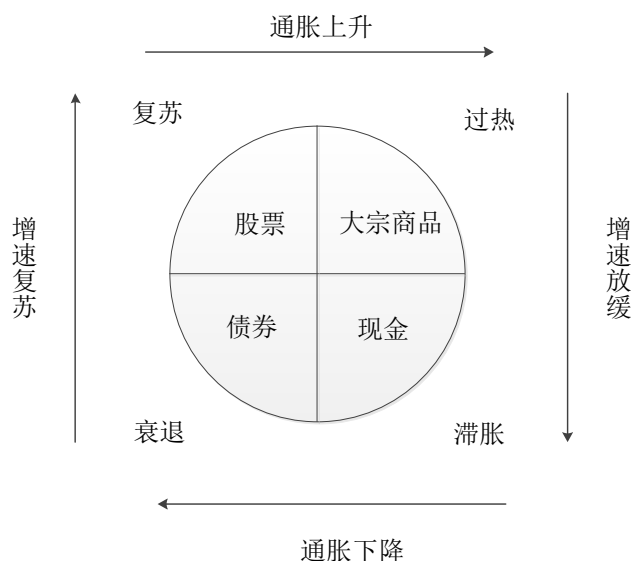 通胀上升
复苏
过热
增速复苏
股票
大宗商品
增速放缓
债券
现金
衰退
滞胀
通胀下降